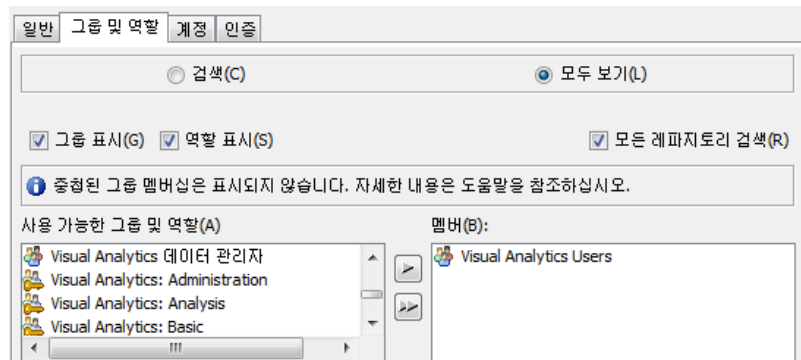 일반 그룹 및 역할 계정 인증
검색(C) 모두 보기(L)
그룹 표시(G) 역할 표시(S) 모든 레파지토리 검색(R)
중첩된 그룹 멤버십은 표시되지 않습니다. 자세한 내용은 도움말을 참조하십시오.
사용 가능한 그룹 및 역할(A) 멤버(B):
Visual Analytics 데이터 관리자 Visual Analytics Users
Visual Analytics: Administration
Visual Analytics: Analysis
Visual Analytics: Basic